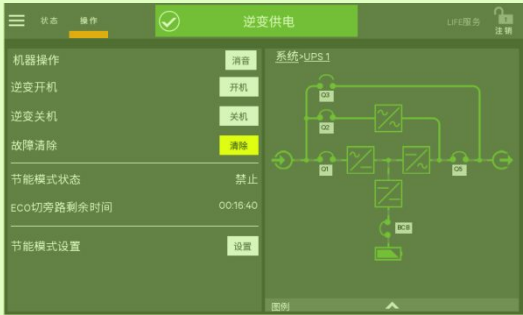 状态 操作 逆变供电 LIFE服务 注销
机器操作 消音
逆变开机 开机
逆变关机 关机
故障清除 清除
节能模式状态 禁止
ECO切旁路剩余时间 00:16:40
节能模式设置 设置
系统>UPS 1
Q3
Q2
Q1 Q5
BCB
图例